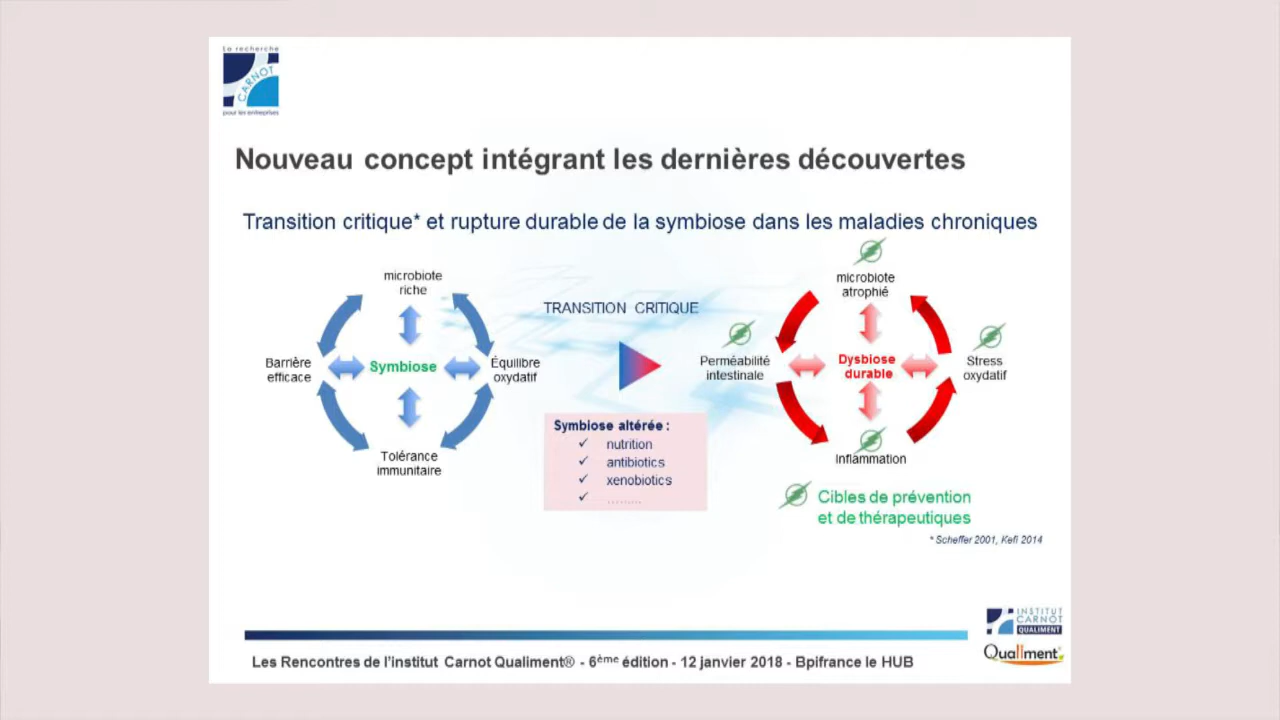 La recherche
CARNOT
pour les entreprises
Nouveau concept intégrant les dernières découvertes
Transition critique* et rupture durable de la symbiose dans les maladies chroniques
microbiote
riche
Barrière
efficace
Symbiose
Équilibre
oxydatif
Tolérance
immunitaire
TRANSITION CRITIQUE
Symbiose altérée :
✓ nutrition
✓ antibiotics
✓ xenobiotics
✓ ………
microbiote
atrophié
Perméabilité
intestinale
Dysbiose
durable
Stress
oxydatif
Inflammation
Cibles de prévention
et de thérapeutiques
* Scheffer 2001, Kefi 2014
INSTITUT
CARNOT
QUALIMENT
Qualiment
Les Rencontres de l'institut Carnot Qualiment® - 6ème édition - 12 janvier 2018 - Bpifrance le HUB